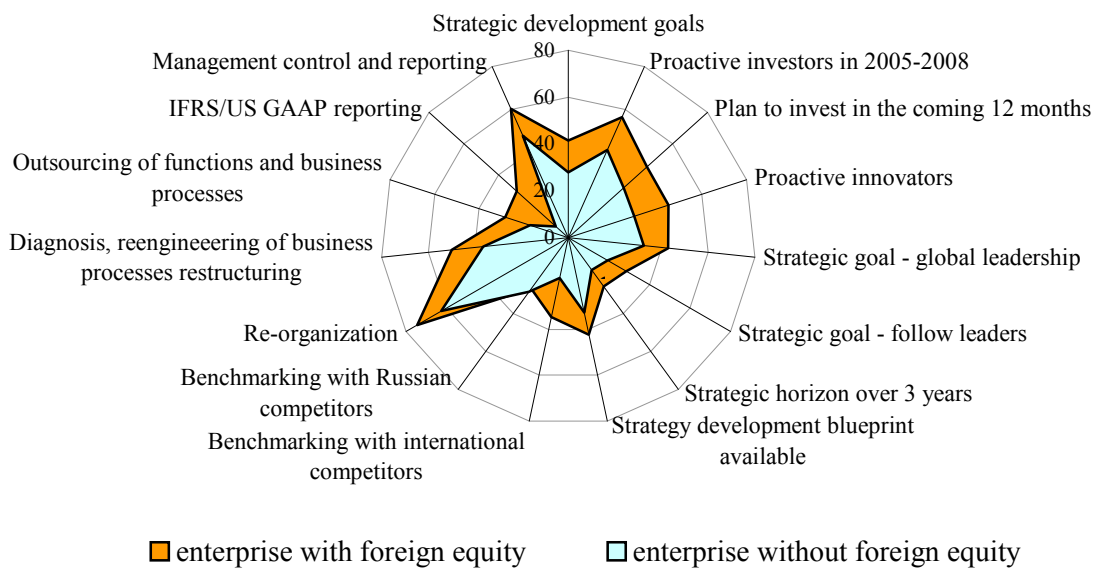 Strategic development goals
80
Management control and reporting
Proactive investors in 2005-2008
60
IFRS/US GAAP reporting
Plan to invest in the coming 12 months
40
Outsourcing of functions and business
processes
Proactive innovators
20
Diagnosis, reengineeering of business
processes restructuring
0
Strategic goal - global leadership
Re-organization
Strategic goal - follow leaders
Benchmarking with Russian
competitors
Strategic horizon over 3 years
Benchmarking with international
competitors
Strategy development blueprint
available
enterprise with foreign equity
enterprise without foreign equity